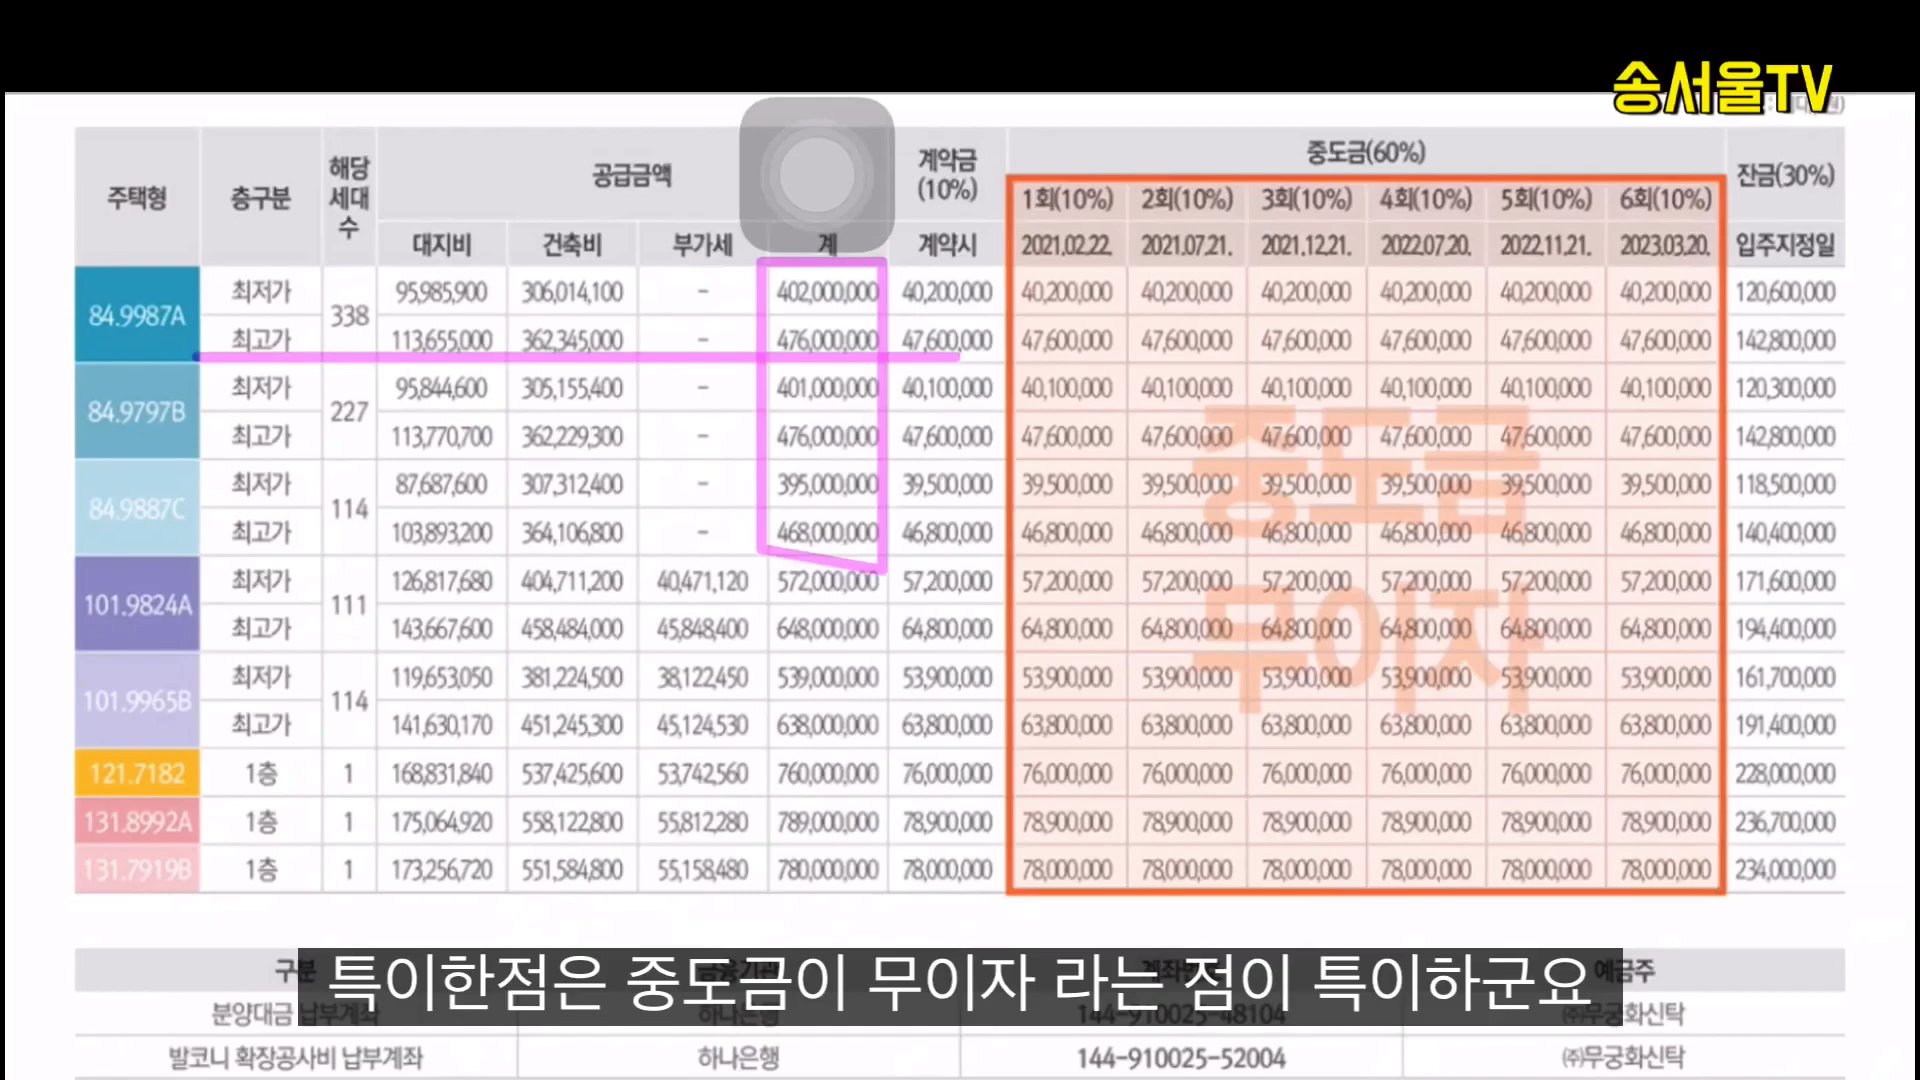 송서울TV
주택형 층구분 해당 세대 수 공급금액 계약금 (10%) 중도금(60%) 잔금(30%)
1회(10%) 2회(10%) 3회(10%) 4회(10%) 5회(10%) 6회(10%)
대지비 건축비 부가세 계 계약시 2021.02.22. 2021.07.21. 2021.12.21. 2022.07.20. 2022.11.21. 2023.03.20. 입주지정일
84.9987A 최저가 338 95,985,900 306,014,100 - 402,000,000 40,200,000 40,200,000 40,200,000 40,200,000 40,200,000 40,200,000 40,200,000 120,600,000
최고가 113,655,000 362,345,000 - 476,000,000 47,600,000 47,600,000 47,600,000 47,600,000 47,600,000 47,600,000 47,600,000 142,800,000
84.9797B 최저가 227 95,844,600 305,155,400 - 401,000,000 40,100,000 40,100,000 40,100,000 40,100,000 40,100,000 40,100,000 40,100,000 120,300,000
최고가 113,770,700 362,229,300 - 476,000,000 47,600,000 47,600,000 47,600,000 47,600,000 47,600,000 47,600,000 47,600,000 142,800,000
84.9887C 최저가 114 87,687,600 307,312,400 - 395,000,000 39,500,000 39,500,000 39,500,000 39,500,000 39,500,000 39,500,000 39,500,000 118,500,000
최고가 103,893,200 364,106,800 - 468,000,000 46,800,000 46,800,000 46,800,000 46,800,000 46,800,000 46,800,000 46,800,000 140,400,000
101.9824A 최저가 111 126,817,680 404,711,200 40,471,120 572,000,000 57,200,000 57,200,000 57,200,000 57,200,000 57,200,000 57,200,000 57,200,000 171,600,000
최고가 143,667,600 458,484,000 45,848,400 648,000,000 64,800,000 64,800,000 64,800,000 64,800,000 64,800,000 64,800,000 64,800,000 194,400,000
101.9965B 최저가 114 119,653,050 381,224,500 38,122,450 539,000,000 53,900,000 53,900,000 53,900,000 53,900,000 53,900,000 53,900,000 53,900,000 161,700,000
최고가 141,630,170 451,245,300 45,124,530 638,000,000 63,800,000 63,800,000 63,800,000 63,800,000 63,800,000 63,800,000 63,800,000 191,400,000
121.7182 1층 1 168,831,840 537,425,600 53,742,560 760,000,000 76,000,000 76,000,000 76,000,000 76,000,000 76,000,000 76,000,000 76,000,000 228,000,000
131.8992A 1층 1 175,064,920 558,122,800 55,812,280 789,000,000 78,900,000 78,900,000 78,900,000 78,900,000 78,900,000 78,900,000 78,900,000 236,700,000
131.7919B 1층 1 173,256,720 551,584,800 55,158,480 780,000,000 78,000,000 78,000,000 78,000,000 78,000,000 78,000,000 78,000,000 78,000,000 234,000,000
중도금
무이자
구분 예금주
특이한점은 중도금이 무이자 라는 점이 특이하군요
분양대금 납부계좌 하나은행 144-910025-48104 ㈜무궁화신탁
발코니 확장공사비 납부계좌 하나은행 144-910025-52004 ㈜무궁화신탁